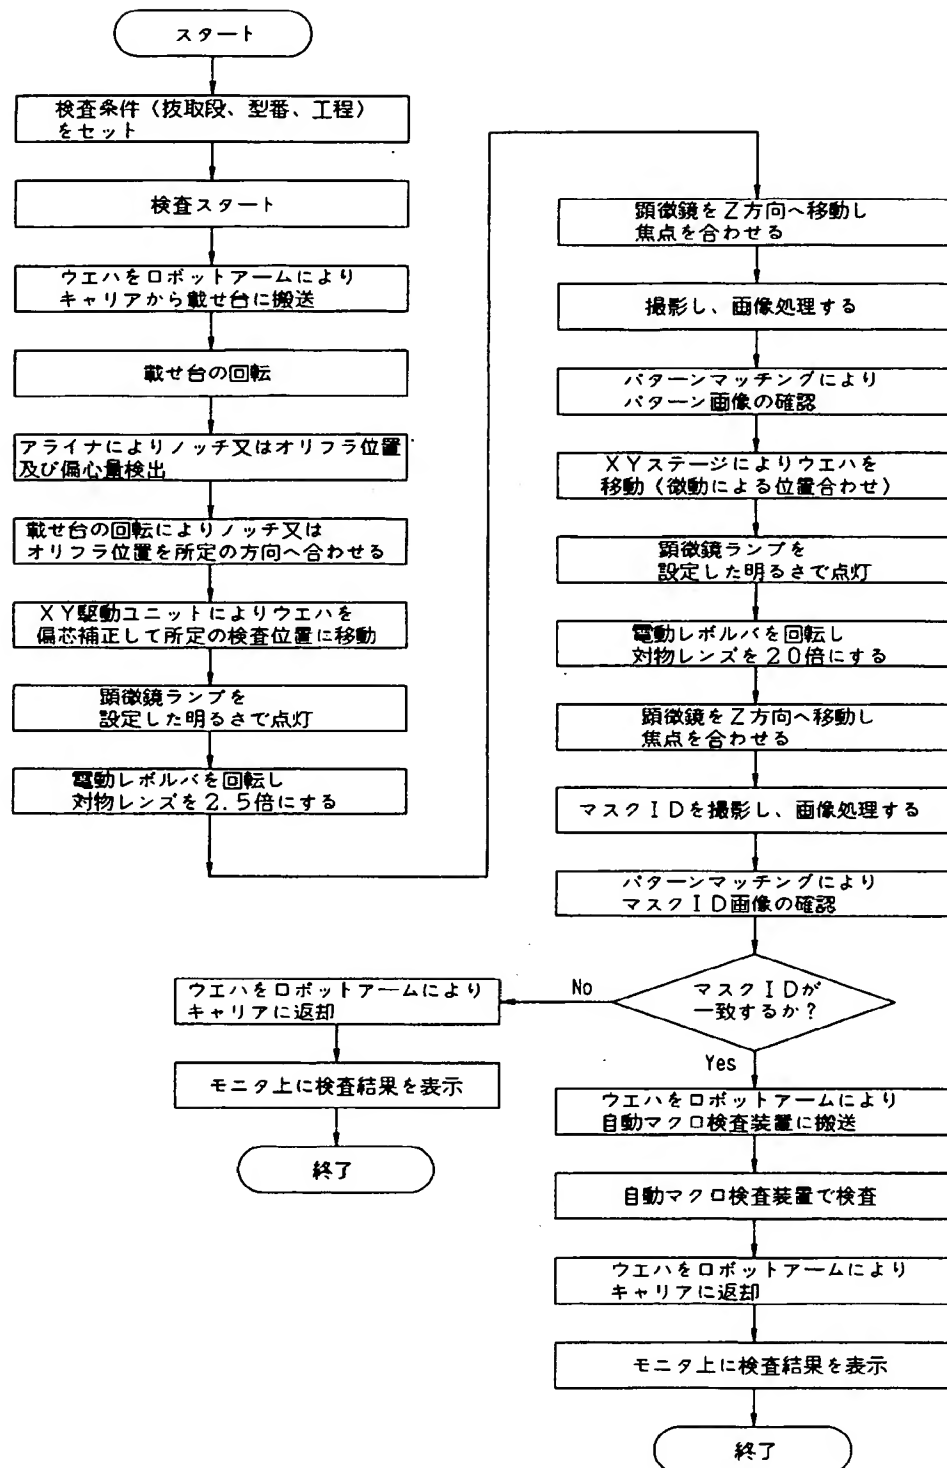 スタート
検査条件（抜取段、型番、工程）
をセット
検査スタート
ウエハをロボットアームにより
キャリアから載せ台に搬送
載せ台の回転
アライナによりノッチ又はオリフラ位置
及び偏心量検出
載せ台の回転によりノッチ又は
オリフラ位置を所定の方向へ合わせる
ＸＹ駆動ユニットによりウエハを
偏芯補正して所定の検査位置に移動
顕微鏡ランプを
設定した明るさで点灯
電動レボルバを回転し
対物レンズを２.５倍にする
顕微鏡をＺ方向へ移動し
焦点を合わせる
撮影し、画像処理する
パターンマッチングにより
パターン画像の確認
ＸＹステージによりウエハを
移動（微動による位置合わせ）
顕微鏡ランプを
設定した明るさで点灯
電動レボルバを回転し
対物レンズを２０倍にする
顕微鏡をＺ方向へ移動し
焦点を合わせる
マスクＩＤを撮影し、画像処理する
パターンマッチングにより
マスクＩＤ画像の確認
マスクＩＤが
一致するか？
No
ウエハをロボットアームにより
キャリアに返却
モニタ上に検査結果を表示
終了
Yes
ウエハをロボットアームにより
自動マクロ検査装置に搬送
自動マクロ検査装置で検査
ウエハをロボットアームにより
キャリアに返却
モニタ上に検査結果を表示
終了